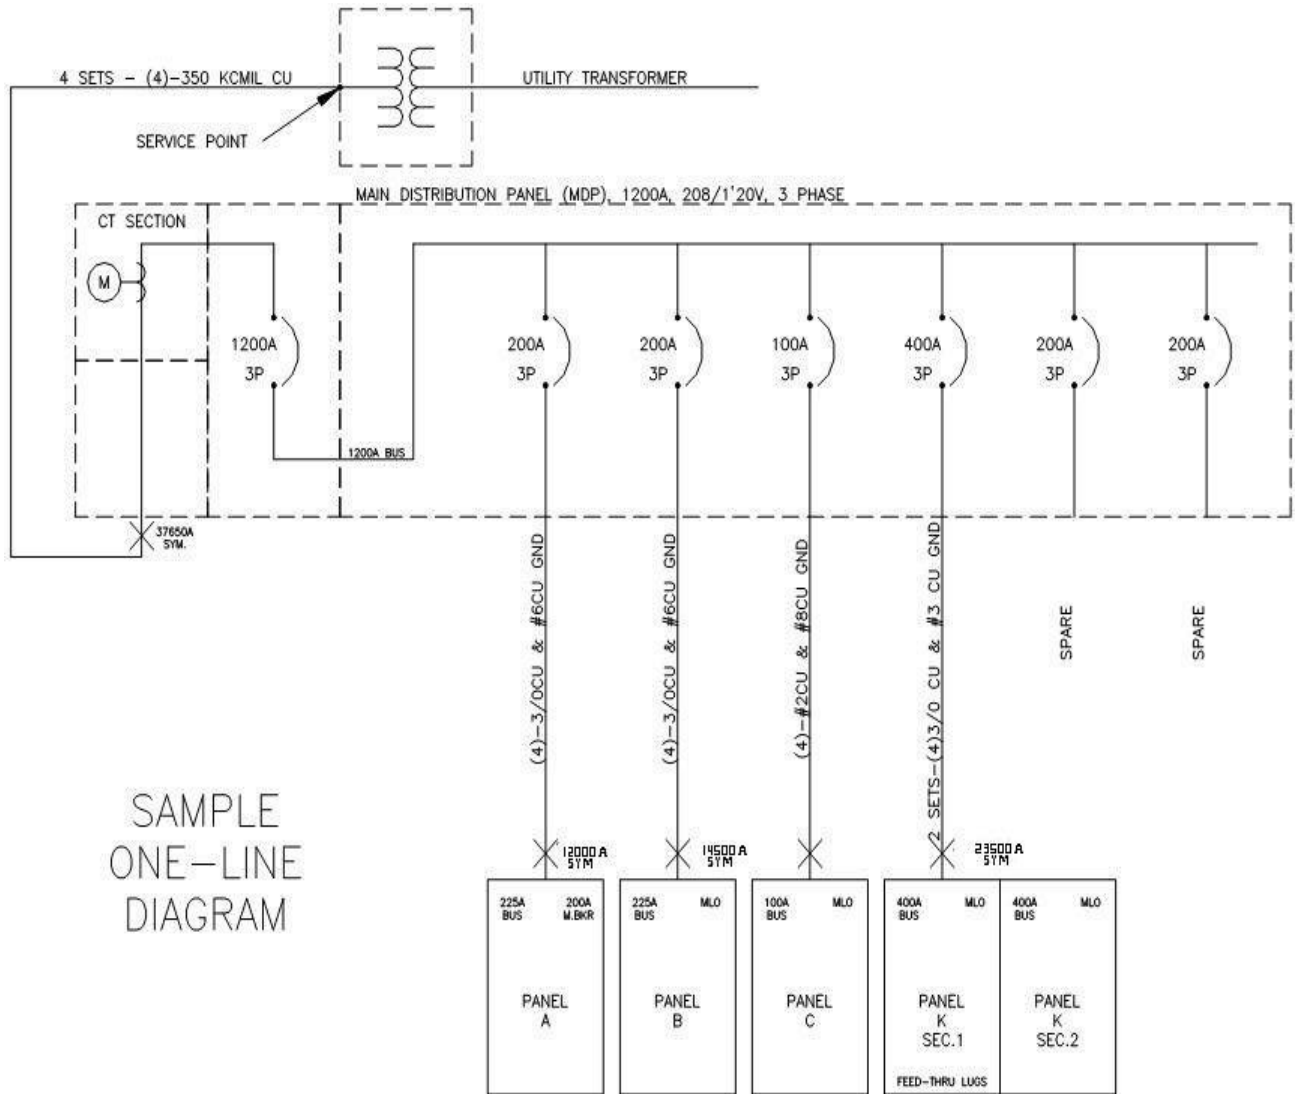 4 SETS - (4)-350 KCMIL CU
UTILITY TRANSFORMER
SERVICE POINT
MAIN DISTRIBUTION PANEL (MDP), 1200A, 208/1'20V, 3 PHASE
CT SECTION
M
1200A
3P
200A
3P
200A
3P
100A
3P
400A
3P
200A
3P
200A
3P
1200A BUS
37650A
SYM.
(4)-3/0CU & #6CU GND
(4)-3/0CU & #6CU GND
(4)-#2CU & #8CU GND
2 SETS-(4)3/0 CU & #3 CU GND
SPARE
SPARE
SAMPLE
ONE-LINE
DIAGRAM
12000A
SYM
14500A
SYM
23500A
SYM
225A
BUS
200A
M.BKR
PANEL
A
225A
BUS
MLO
PANEL
B
100A
BUS
MLO
PANEL
C
400A
BUS
MLO
PANEL
K
SEC.1
FEED-THRU LUGS
400A
BUS
MLO
PANEL
K
SEC.2